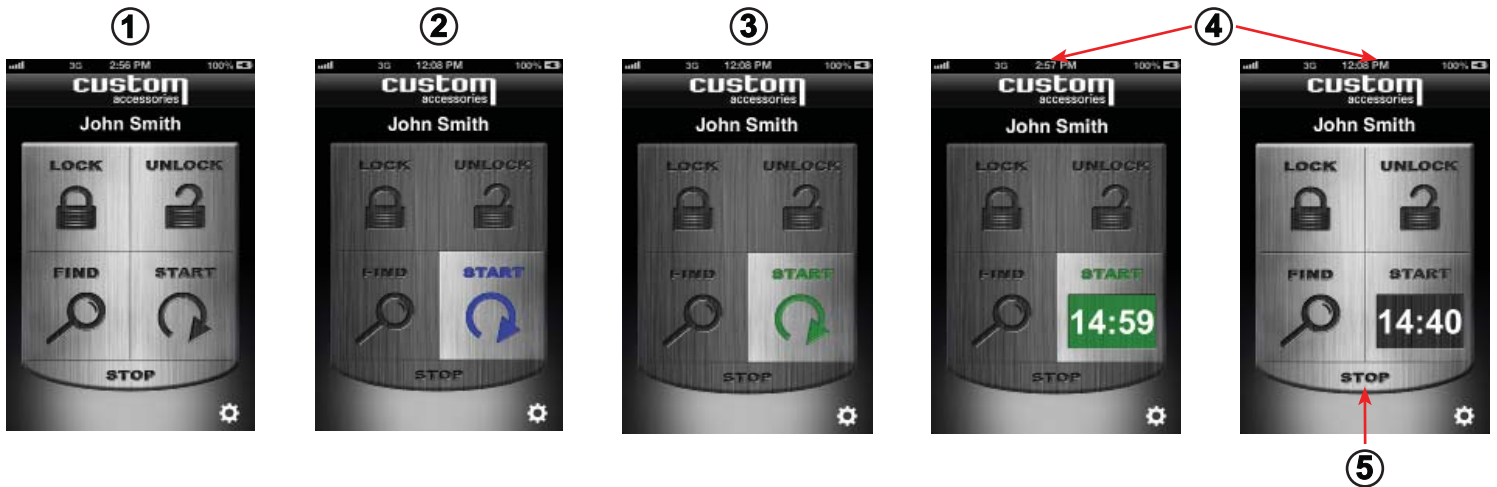 1
2
3
4
3G 2:56 PM 100%
custom
accessories
John Smith
LOCK UNLOCK
FIND START
STOP
3G 12:08 PM 100%
custom
accessories
John Smith
LOCK UNLOCK
FIND START
STOP
3G 12:08 PM 100%
custom
accessories
John Smith
LOCK UNLOCK
FIND START
STOP
3G 2:57 PM 100%
custom
accessories
John Smith
LOCK UNLOCK
FIND START
14:59
STOP
3G 12:08 PM 100%
custom
accessories
John Smith
LOCK UNLOCK
FIND START
14:40
STOP
5